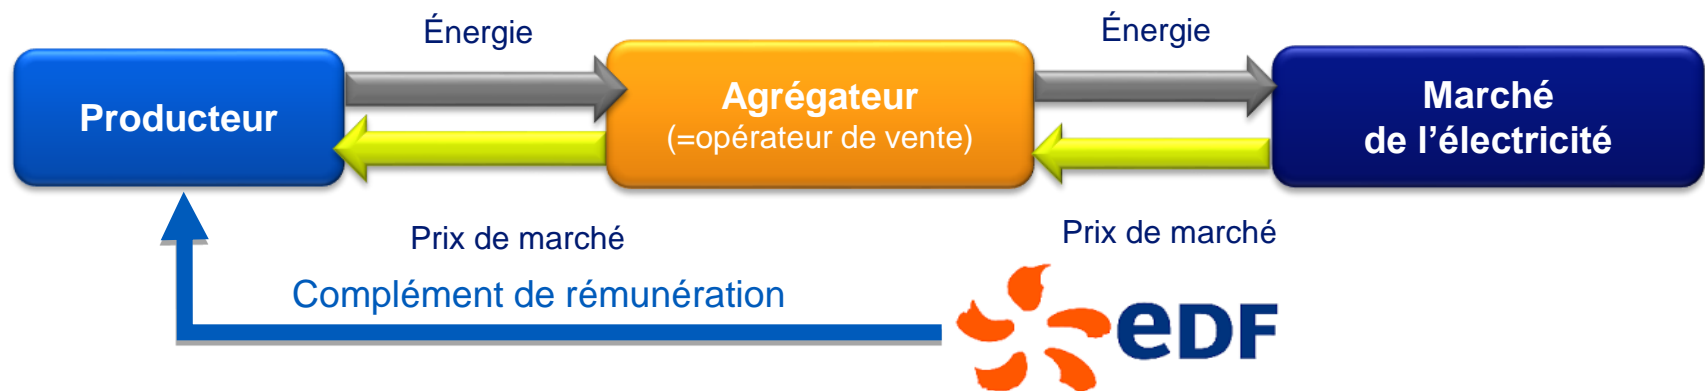 Énergie
Énergie
Producteur
Agrégateur
(=opérateur de vente)
Marché
de l’électricité
Prix de marché
Prix de marché
Complément de rémunération
eDF